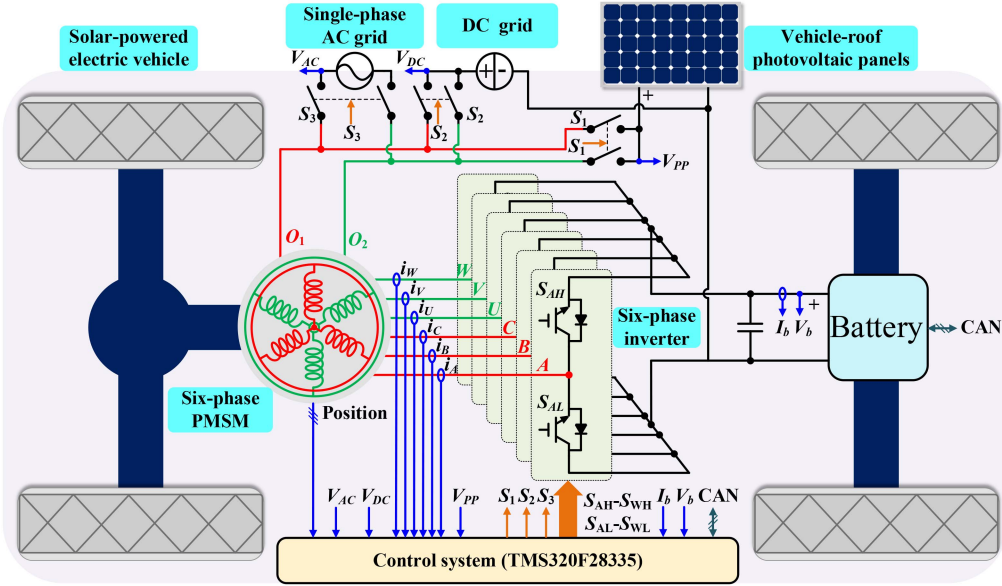 Solar-powered
electric vehicle
Single-phase
AC grid
DC grid
Vehicle-roof
photovoltaic panels
V_AC
V_DC
+ -
+
S_3
S_3
S_2
S_2
S_1
S_1
V_PP
O_1
O_2
i_W
W
i_V
V
i_U
U
i_C
C
i_B
B
i_A
A
S_AH
S_AL
Six-phase
inverter
I_b
V_b
+
Battery
CAN
Six-phase
PMSM
Position
V_AC
V_DC
V_PP
S_1
S_2
S_3
S_AH-S_WH
S_AL-S_WL
I_b
V_b
CAN
Control system (TMS320F28335)